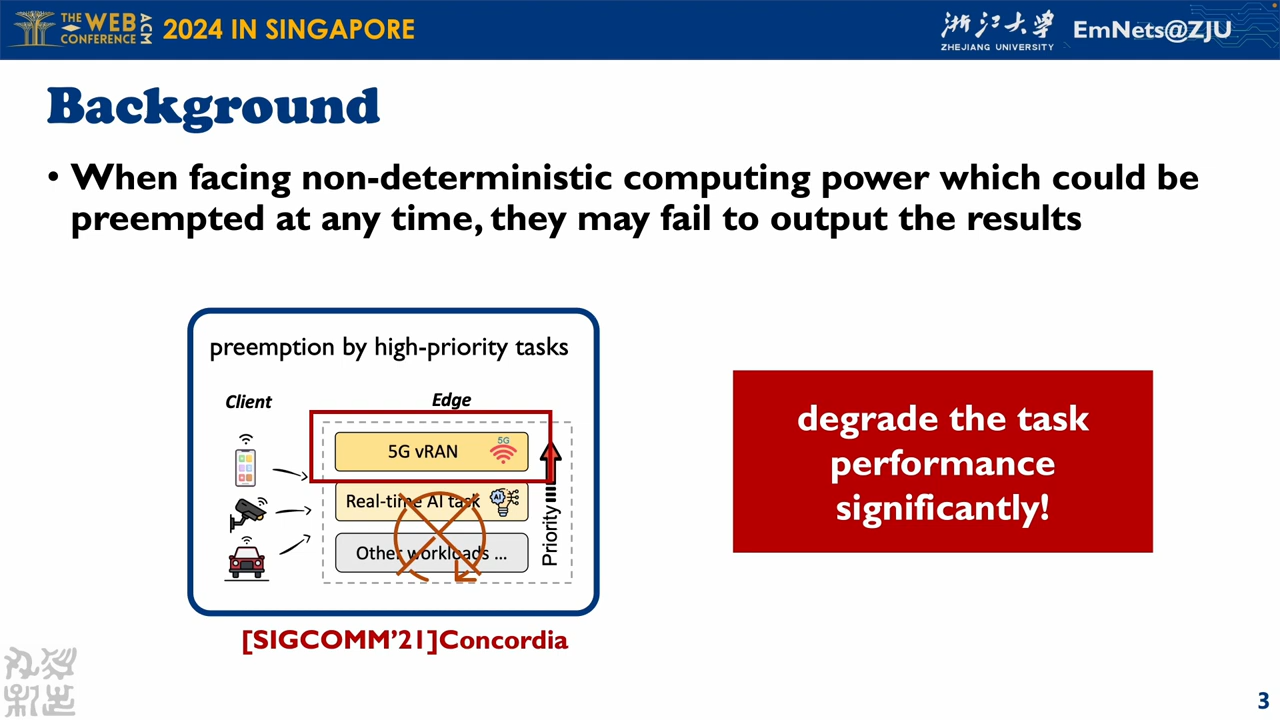 THE WEB CONFERENCE
ACM
2024 IN SINGAPORE
浙江大学
ZHEJIANG UNIVERSITY
EmNets@ZJU
Background
• When facing non-deterministic computing power which could be
preempted at any time, they may fail to output the results
preemption by high-priority tasks
Client
Edge
5G vRAN
5G
Real-time AI task
AI
Other workloads ...
Priority
[SIGCOMM'21]Concordia
degrade the task
performance
significantly!
3